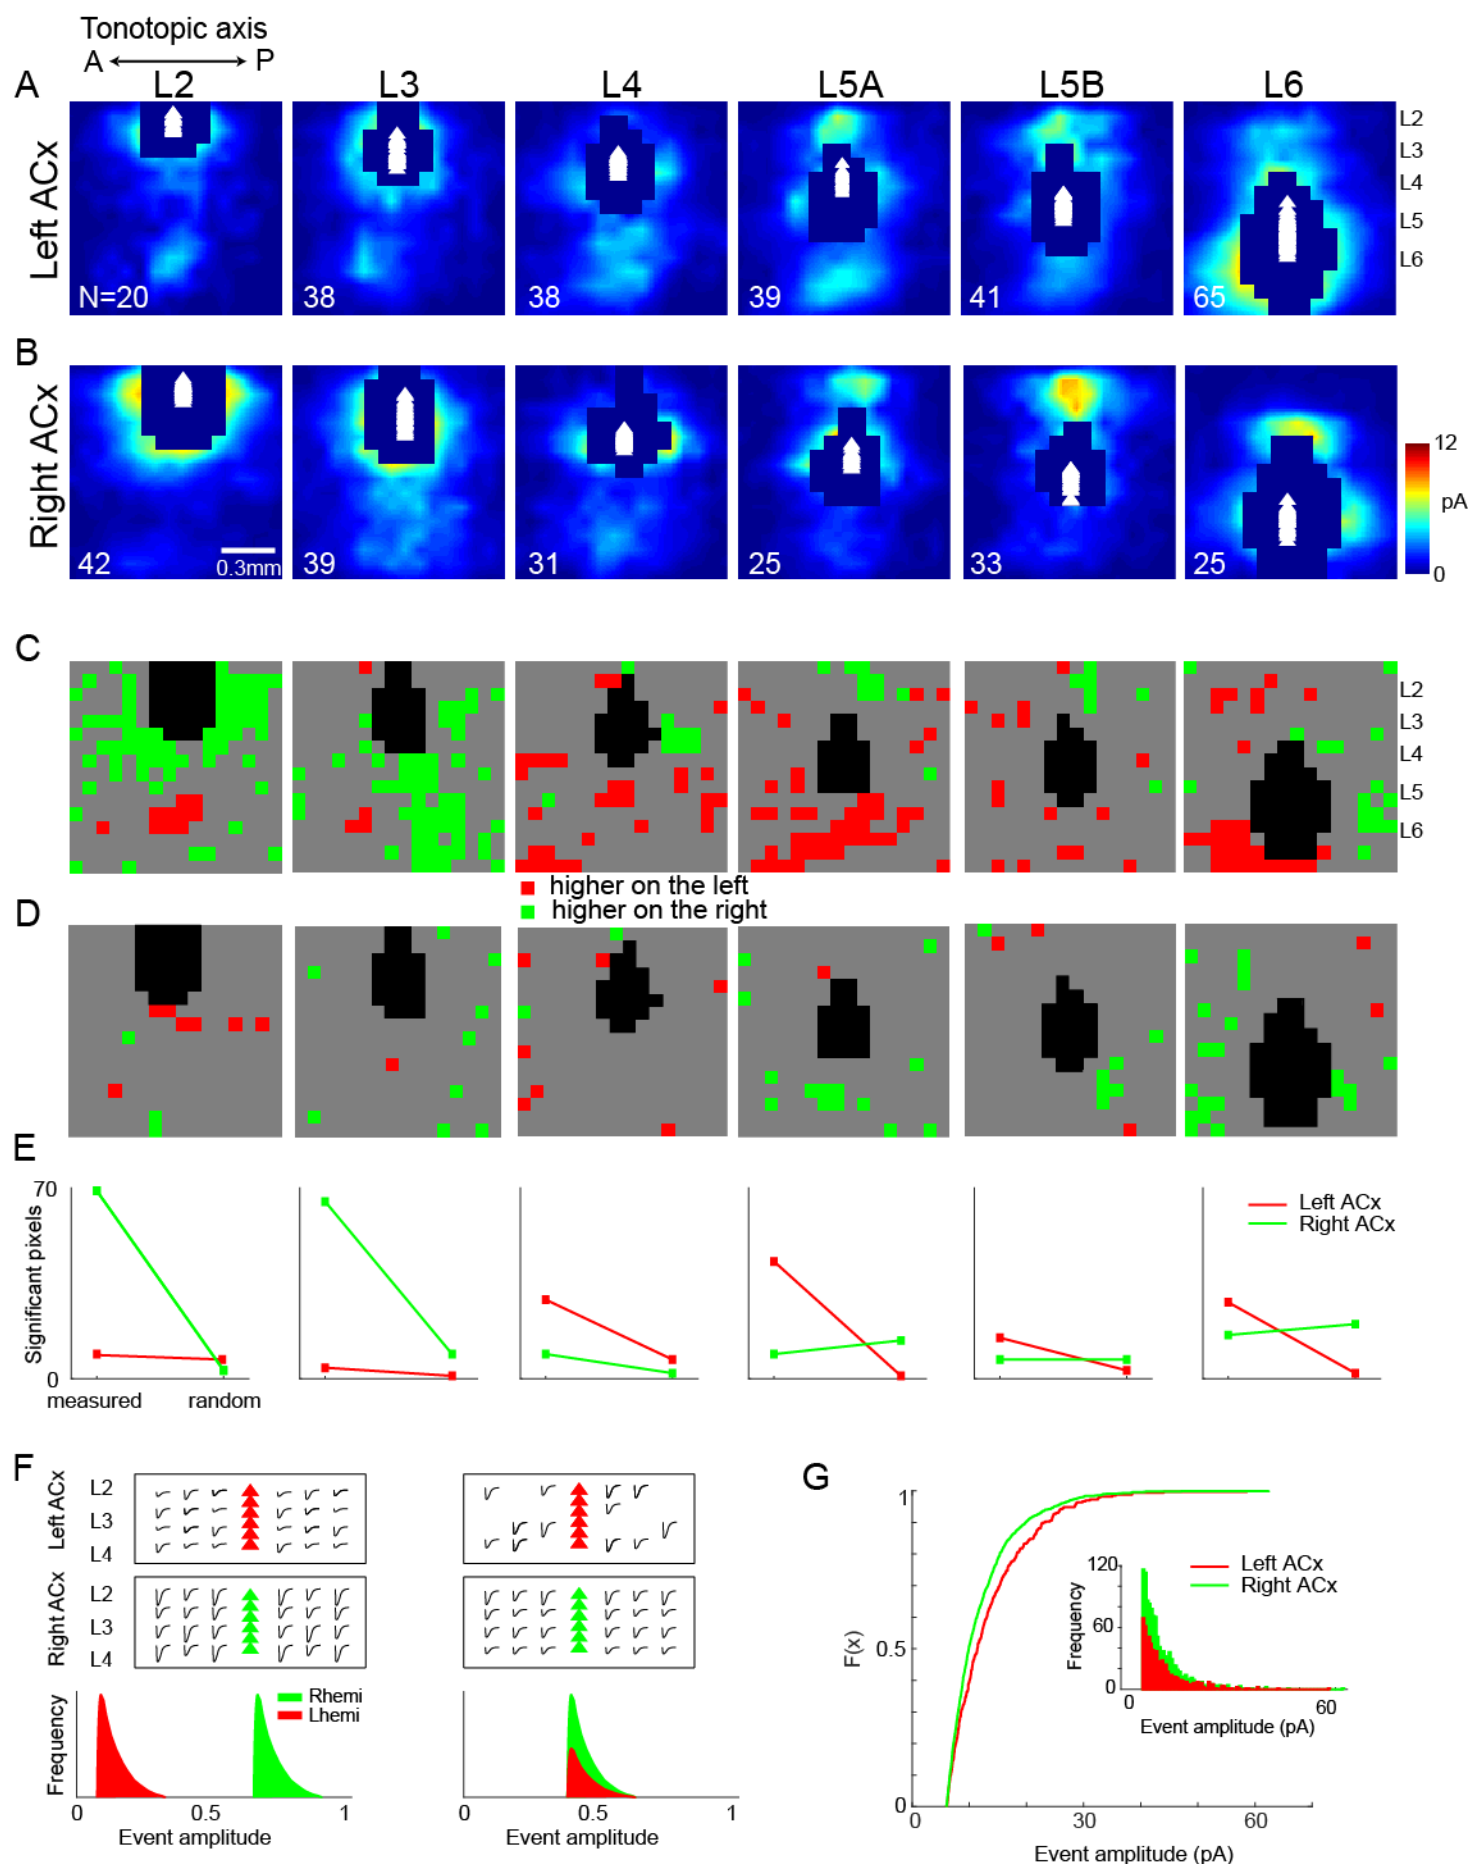 Tonotopic axis
A P
A L2 L3 L4 L5A L5B L6
Left ACx
L2
L3
L4
L5
L6
N=20 38 38 39 41 65
B
Right ACx
42 0.3mm 39 31 25 33 25
12
pA
0
C
L2
L3
L4
L5
L6
higher on the left
higher on the right
D
E
70
Significant pixels
0
measured random
Left ACx
Right ACx
F
Left ACx
L2
L3
L4
Right ACx
L2
L3
L4
Rhemi
Lhemi
Frequency
0 0.5 1
Event amplitude
0 0.5 1
Event amplitude
G
1
0.5
0
F(x)
0 30 60
Event amplitude (pA)
Left ACx
Right ACx
120
60
0
Frequency
0 60
Event amplitude (pA)